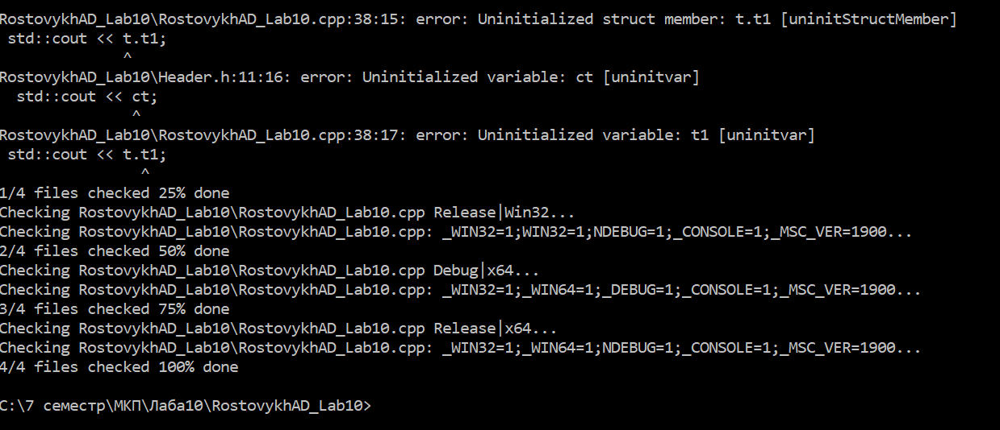 RostovykhAD_Lab10\RostovykhAD_Lab10.cpp:38:15: error: Uninitialized struct member: t.t1 [uninitStructMember]
 std::cout << t.t1;
              ^
RostovykhAD_Lab10\Header.h:11:16: error: Uninitialized variable: ct [uninitvar]
  std::cout << ct;
               ^
RostovykhAD_Lab10\RostovykhAD_Lab10.cpp:38:17: error: Uninitialized variable: t1 [uninitvar]
 std::cout << t.t1;
                ^
1/4 files checked 25% done
Checking RostovykhAD_Lab10\RostovykhAD_Lab10.cpp Release|Win32...
Checking RostovykhAD_Lab10\RostovykhAD_Lab10.cpp: _WIN32=1;WIN32=1;NDEBUG=1;_CONSOLE=1;_MSC_VER=1900...
2/4 files checked 50% done
Checking RostovykhAD_Lab10\RostovykhAD_Lab10.cpp Debug|x64...
Checking RostovykhAD_Lab10\RostovykhAD_Lab10.cpp: _WIN32=1;_WIN64=1;_DEBUG=1;_CONSOLE=1;_MSC_VER=1900...
3/4 files checked 75% done
Checking RostovykhAD_Lab10\RostovykhAD_Lab10.cpp Release|x64...
Checking RostovykhAD_Lab10\RostovykhAD_Lab10.cpp: _WIN32=1;_WIN64=1;NDEBUG=1;_CONSOLE=1;_MSC_VER=1900...
4/4 files checked 100% done
C:\7 семестр\МКП\Лаба10\RostovykhAD_Lab10>